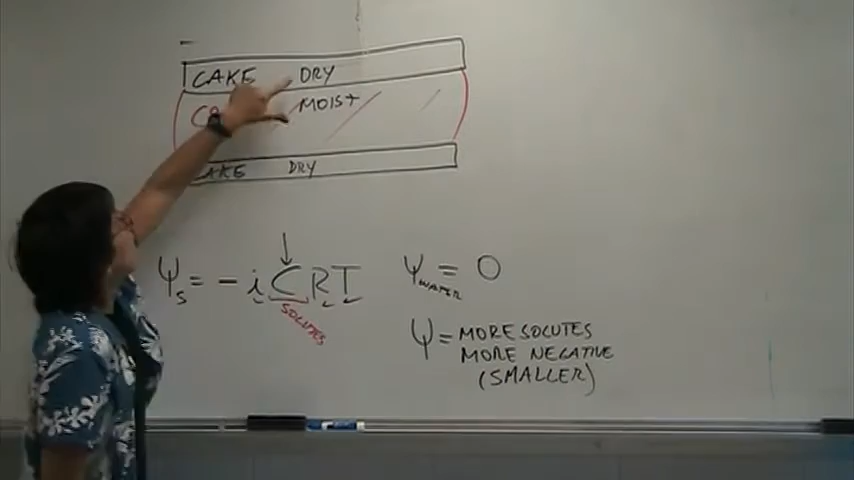 CAKE DRY
MOIST
CAKE DRY
Ψs = - i C R T
SOLUTES
ΨWATER = 0
Ψ = MORE SOLUTES
MORE NEGATIVE
(SMALLER)